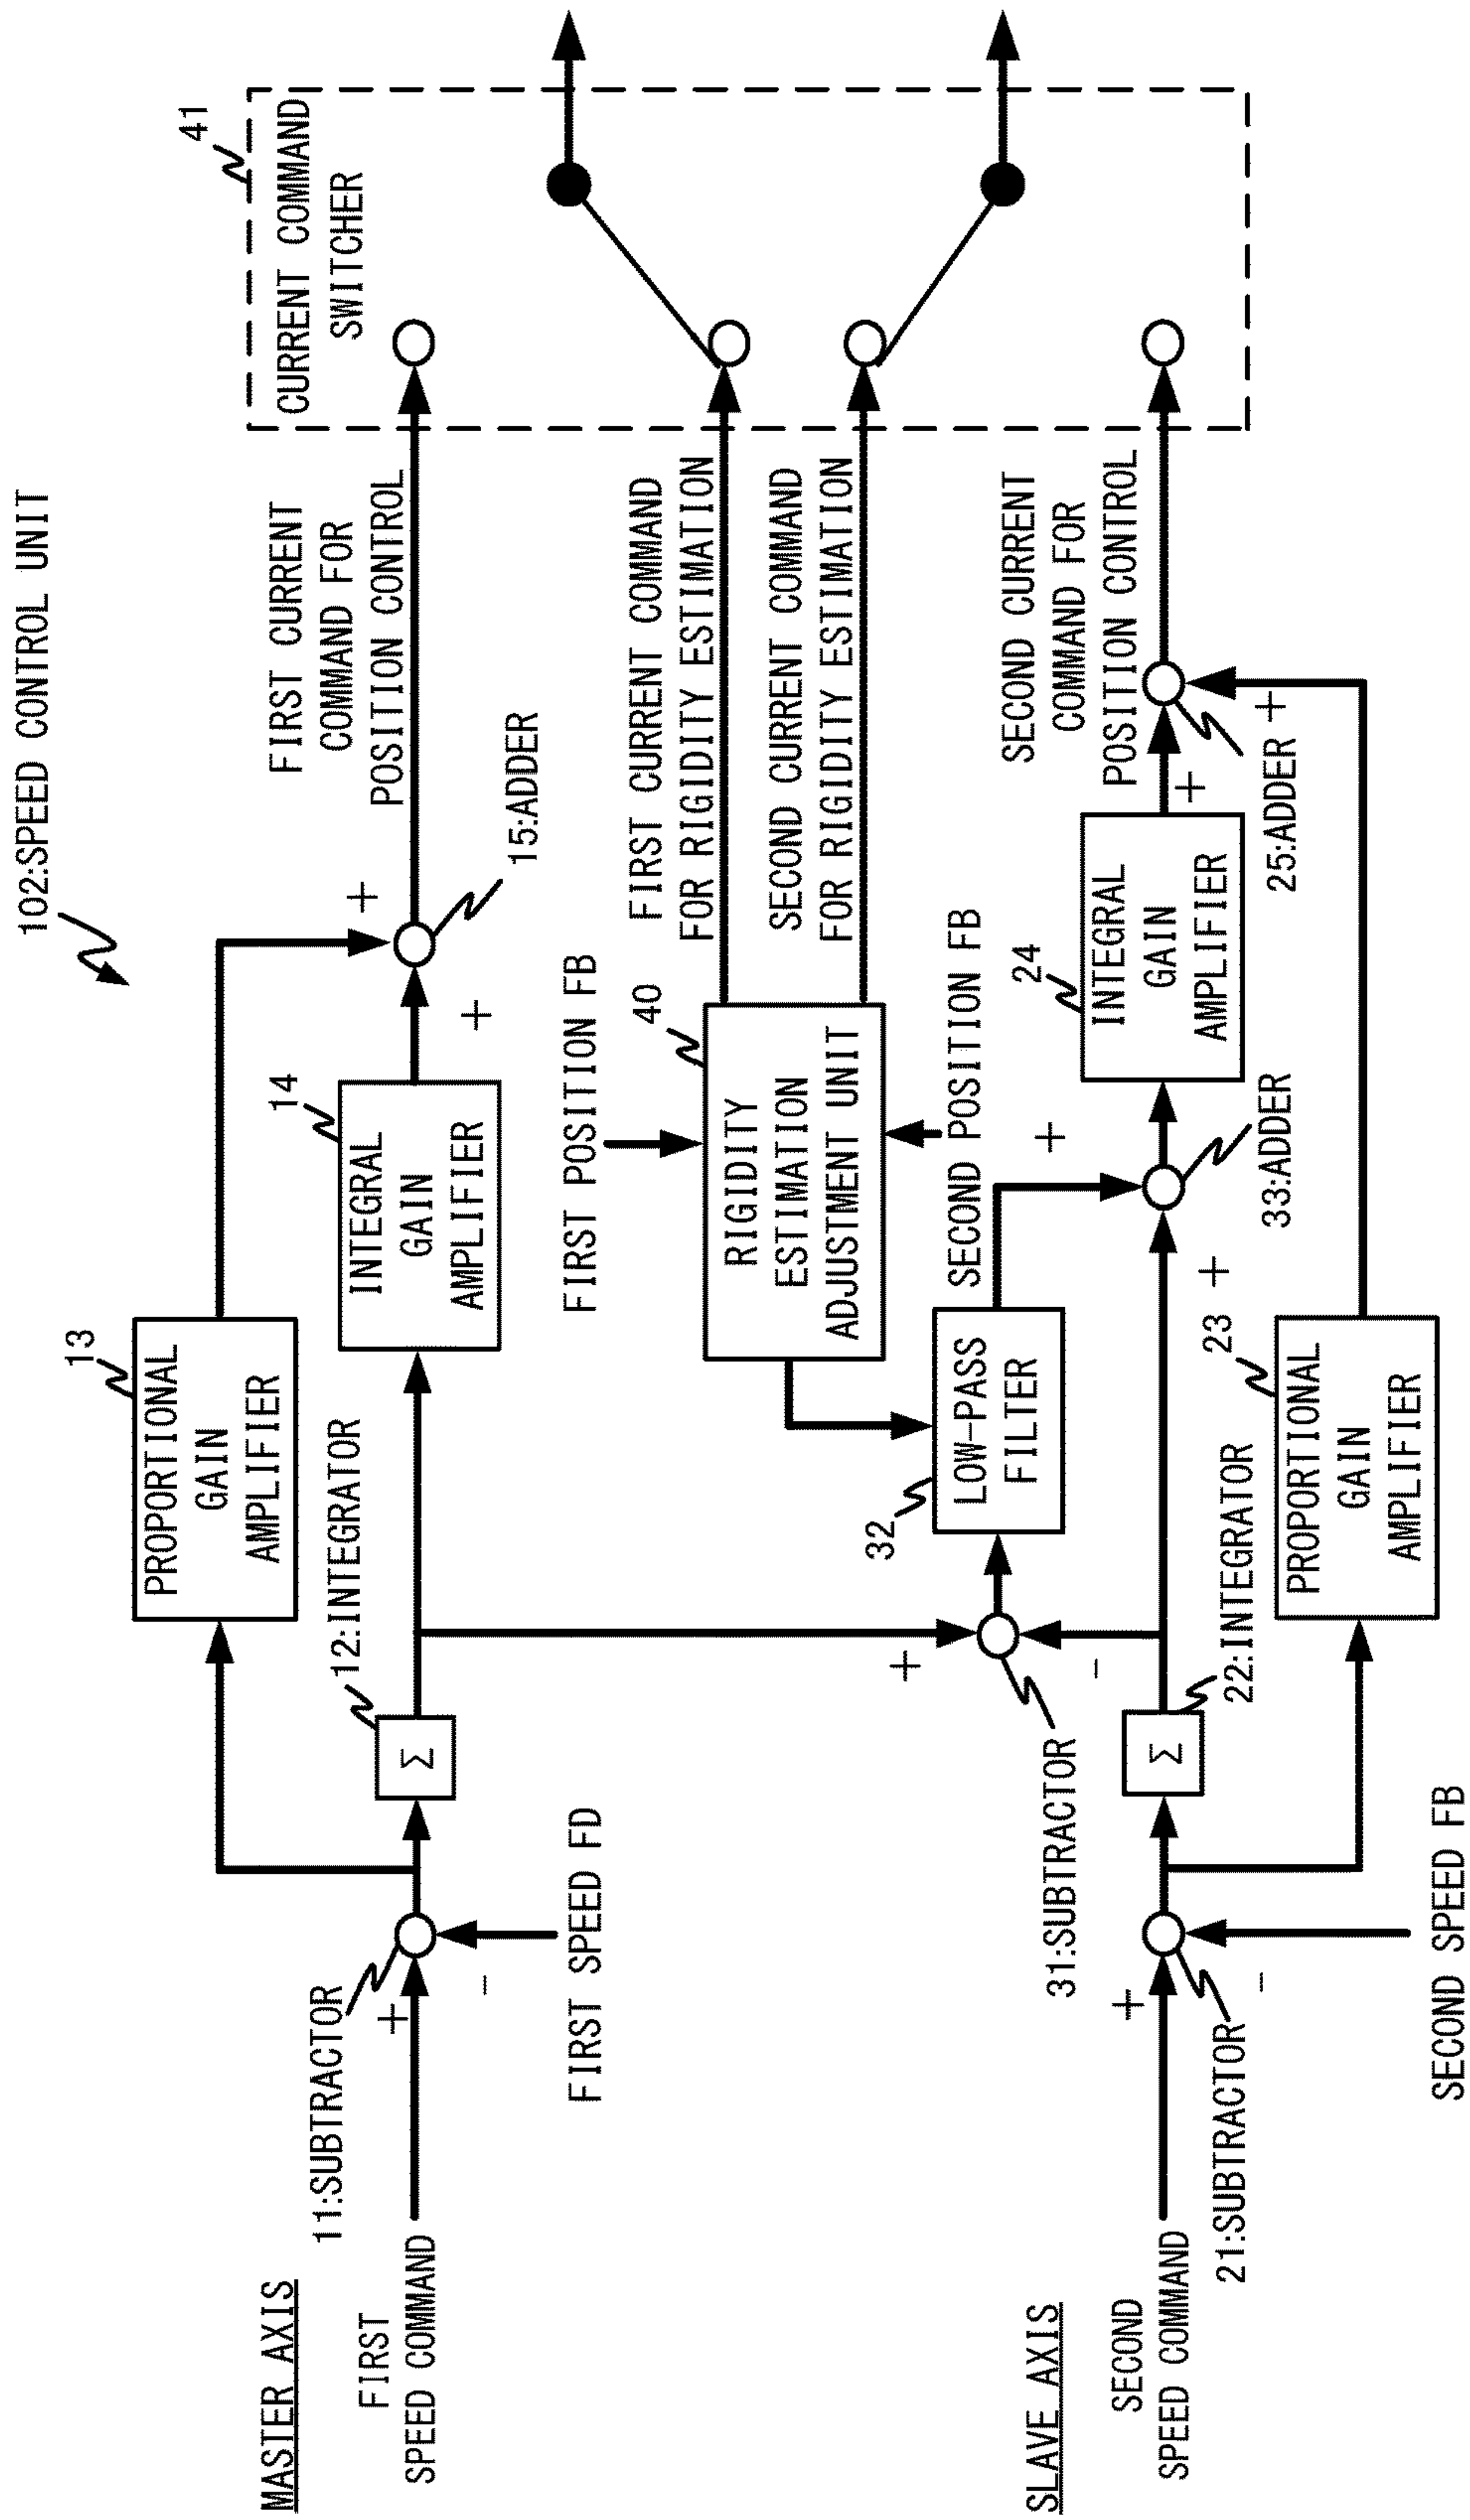 102:SPEED CONTROL UNIT
MASIER AXIS
FIRST
SPEED COMMAND
11:SUBTRACTOR
+
-
FIRST SPEED FD
Σ
12:INTEGRATOR
13
PROPORTIONAL
GAIN
AMPLIFIER
14
INTEGRAL
GAIN
AMPLIFIER
+
+
15:ADDER
FIRST CURRENT
COMMAND FOR
POSITION CONTROL
41
CURRENT COMMAND
SWITCHER
FIRST POSITION FB
40
RIGIDITY
ESTIMATION
ADJUSTMENT UNIT
SECOND POSITION FB
FIRST CURRENT COMMAND
FOR RIGIDITY ESTIMATION
SECOND CURRENT COMMAND
FOR RIGIDITY ESTIMATION
+
-
31:SUBTRACTOR
32
LOW-PASS
FILTER
SLAVE AXIS
SECOND
SPEED COMMAND
21:SUBTRACTOR
+
-
SECOND SPEED FB
Σ
22:INTEGRATOR
23
PROPORTIONAL
GAIN
AMPLIFIER
+
+
33:ADDER
24
INTEGRAL
GAIN
AMPLIFIER
+
+
25:ADDER
SECOND CURRENT
COMMAND FOR
POSITION CONTROL